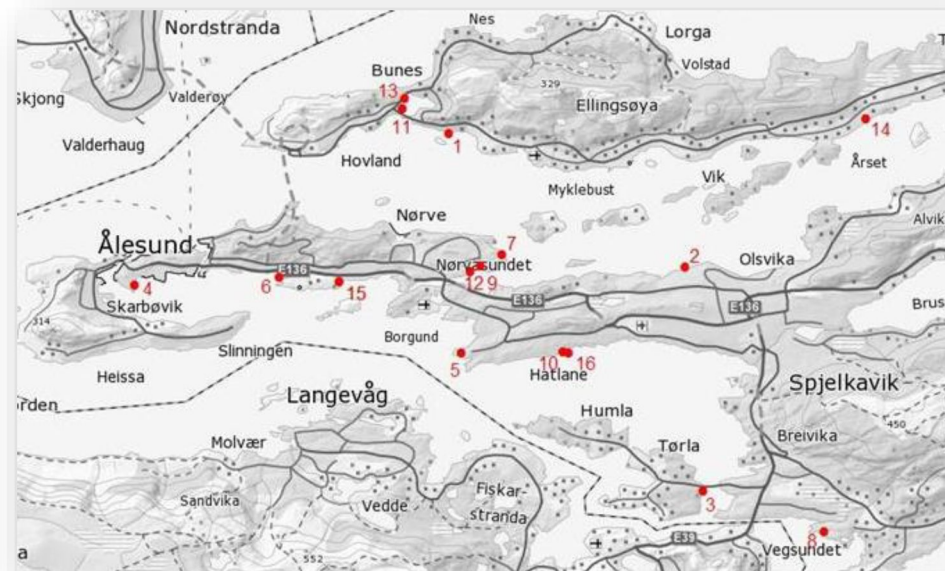 Nes
Lorga
Nordstranda
Volstad
Bunes
329
Skjong
Valderøy
13
Ellingsøya
11
14
Valderhaug
1
Hovland
Årset
Vik
Myklebust
Nørve
Alvik
Ålesund
7
Nørvasundet
2
Olsvika
E136
6
12 9
4
15
E136
E136
Skarbøvik
Brus
314
Borgund
Slinningen
5
10 16
Heissa
Hatlane
Spjelkavik
Langevåg
orden
Humla
450
Breivika
Molvær
Tørla
Sandvika
Vedde
Fiskar-
stranda
3
8
E39
Vegsundet
a
552